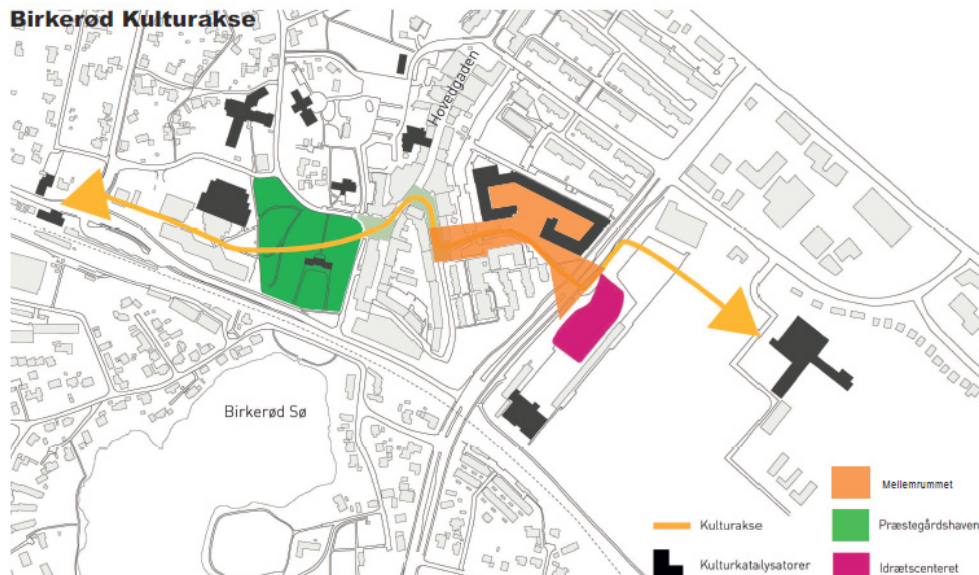 Birkerød Kulturakse
Hovedgaden
Birkerød Sø
Mellemrummet
Kulturakse
Præstegårdshaven
Kulturkatalysatorer
Idrætscenteret